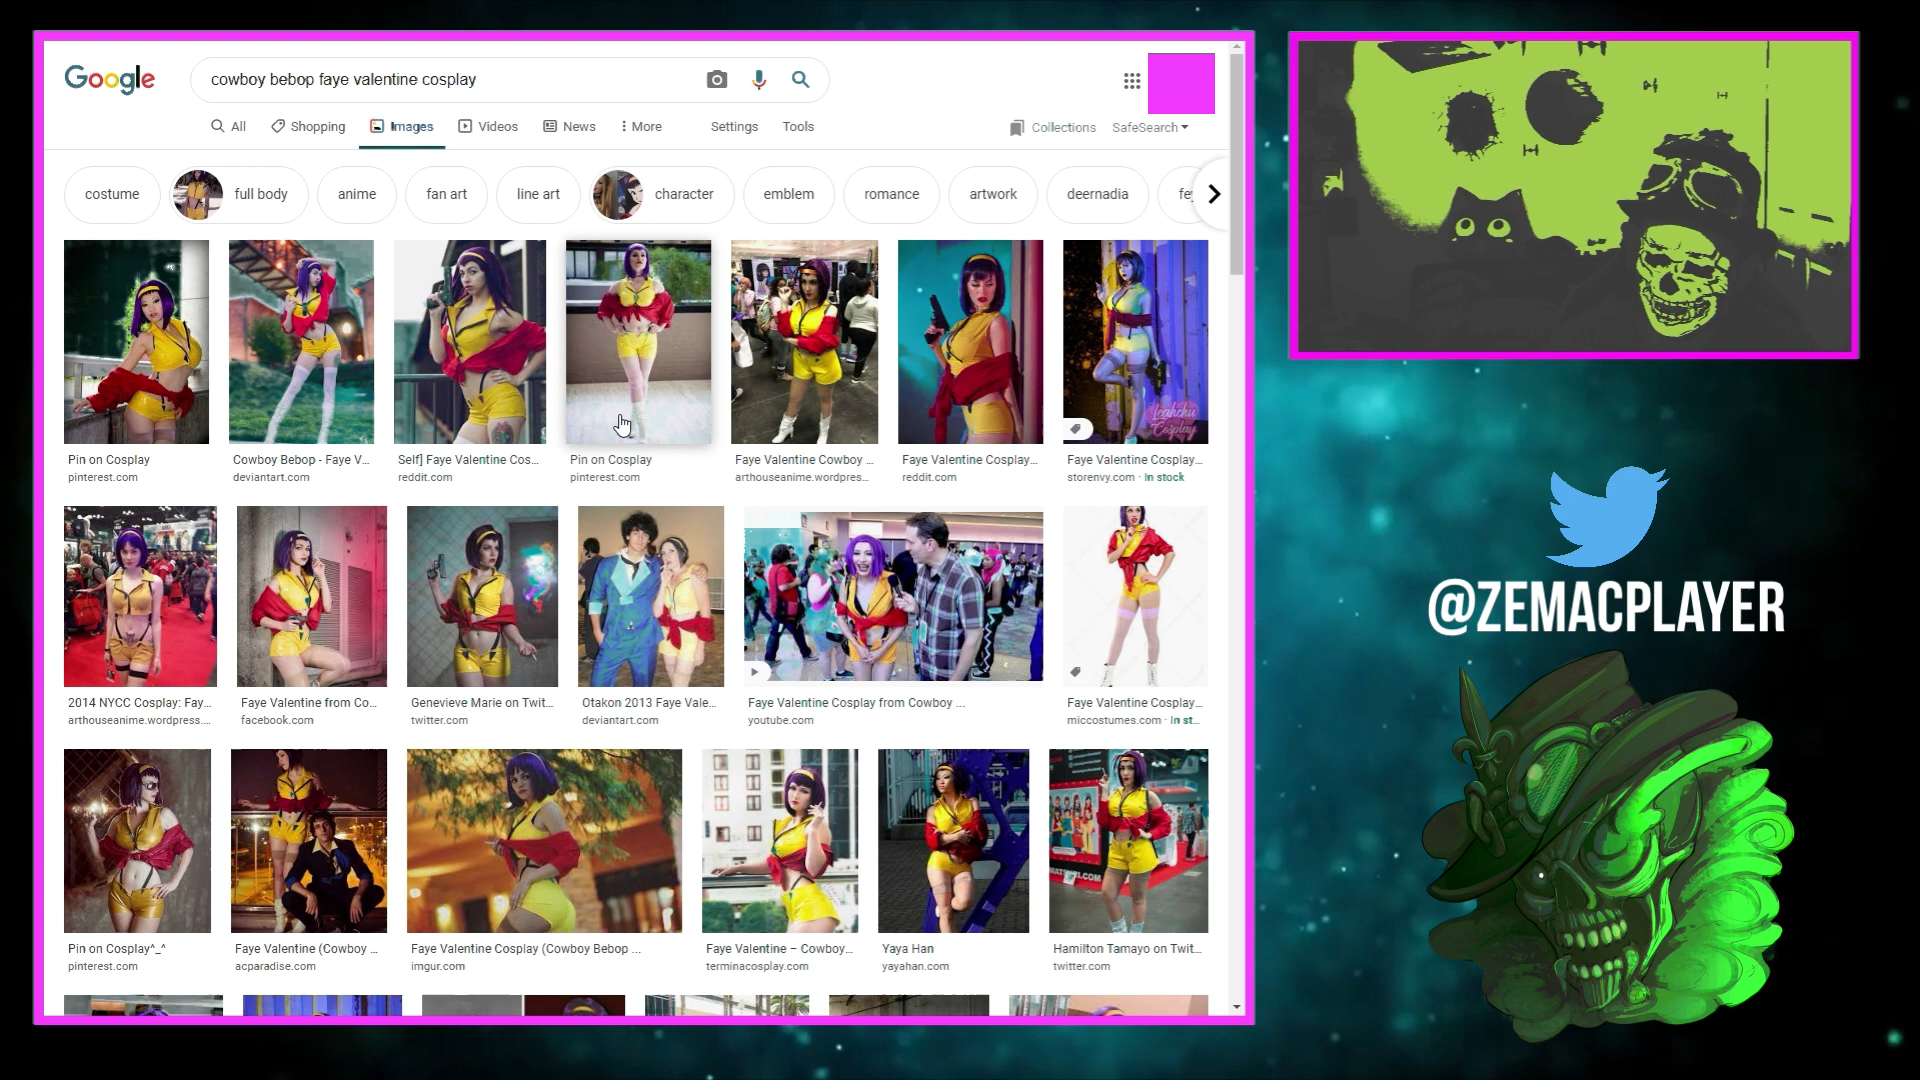 Google
cowboy bebop faye valentine cosplay
All
Shopping
Images
Videos
News
More
Settings
Tools
Collections
SafeSearch
costume
full body
anime
fan art
line art
character
emblem
romance
artwork
deernadia
Pin on Cosplay
pinterest.com
Cowboy Bebop - Faye V...
deviantart.com
Self] Faye Valentine Cos...
reddit.com
Pin on Cosplay
pinterest.com
Faye Valentine Cowboy ...
arthouseanime.wordpres...
Faye Valentine Cosplay...
reddit.com
Leahchu
Cosplay
Faye Valentine Cosplay...
storenvy.com · In stock
2014 NYCC Cosplay: Fay...
arthouseanime.wordpress....
Faye Valentine from Co...
facebook.com
Genevieve Marie on Twit...
twitter.com
Otakon 2013 Faye Vale...
deviantart.com
Faye Valentine Cosplay from Cowboy ...
youtube.com
Faye Valentine Cosplay...
miccostumes.com · In st...
Pin on Cosplay^_^
pinterest.com
Faye Valentine (Cowboy ...
acparadise.com
Faye Valentine Cosplay (Cowboy Bebop ...
imgur.com
Faye Valentine – Cowboy...
terminacosplay.com
Yaya Han
yayahan.com
Hamilton Tamayo on Twit...
twitter.com
@ZEMACPLAYER